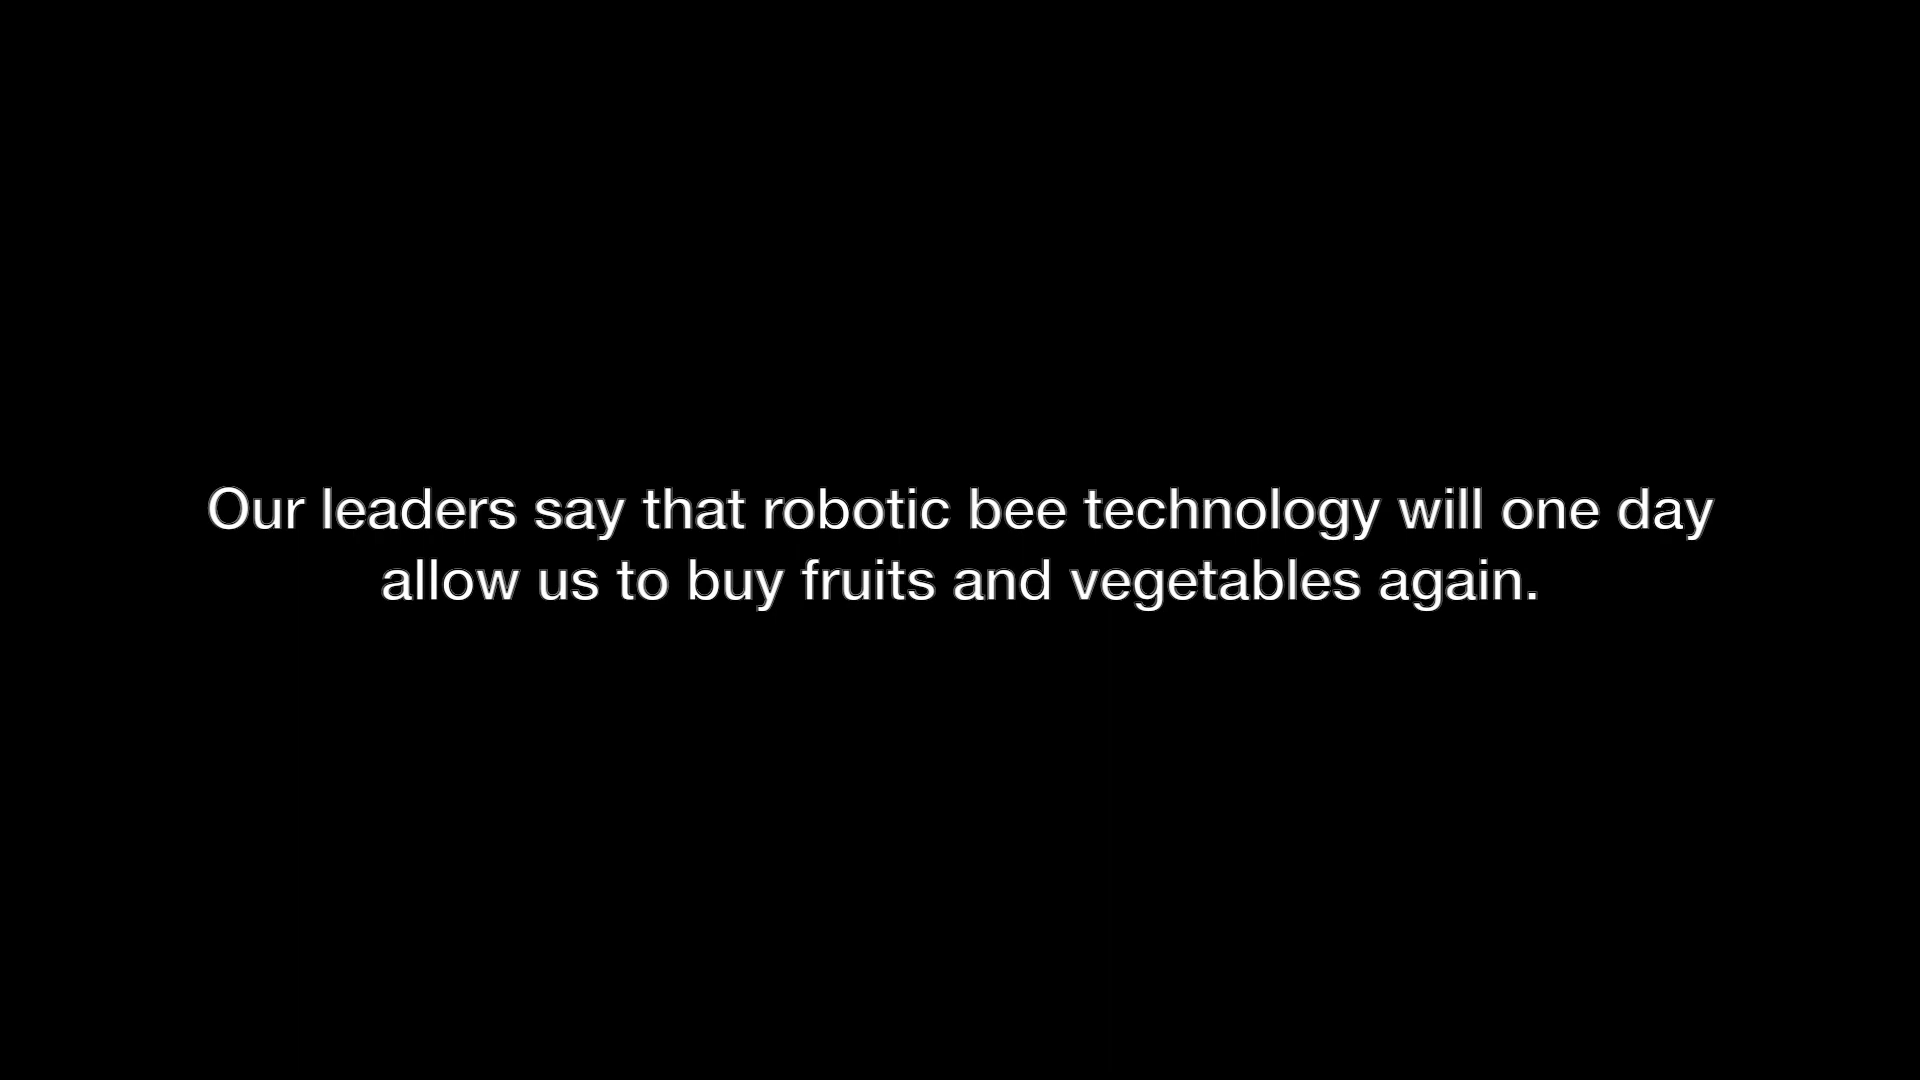 Our leaders say that robotic bee technology will one day
allow us to buy fruits and vegetables again.